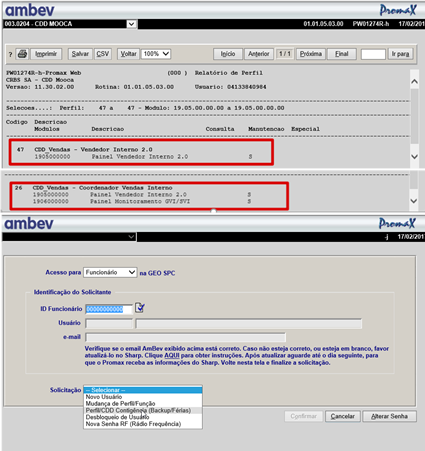 ambev PromaX
003.0204 - CDD MOOCA 01.01.05.03.00 PW01274R-h 17/02/201
? Imprimir Salvar CSV Voltar 100% Início Anterior 1 / 1 Próxima Final Ir para
PW01274R-h-Promax Web (000 ) Relatório de Perfil
CRBS SA - CDD Mooca
Versao: 11.30.02.00 Rotina: 01.01.05.03.00 Usuario: 04133840984
Selecoes....: Perfil: 47 a 47 - Modulo: 19.05.00.00.00 a 19.05.00.00.00
Codigo Descricao
Modulos Descricao Consulta Manutencao Especial
47 CDD_Vendas - Vendedor Interno 2.0
1905000000 Painel Vendedor Interno 2.0 S
26 CDD_Vendas - Coordenador Vendas Interno
1905000000 Painel Vendedor Interno 2.0 S
1904000000 Painel Monitoramento GVI/SVI S
ambev PromaX
17/02/201
Acesso para Funcionário na GEO SPC
Identificação do Solicitante
ID Funcionário 00000000000
Usuário
e-mail
Verifique se o email AmBev exibido acima está correto. Caso não esteja correto, ou esteja em branco, favor
atualizá-lo no Sharp. Clique AQUI para obter instruções. Após atualizar aguarde até o dia seguinte, para
que o Promax receba as informações do Sharp. Volte nesta tela e finalize a solicitação.
Solicitação -- Selecionar --
Novo Usuário
Mudança de Perfil/Função
Perfil/CDD Contigência (Backup/Férias)
Desbloqueio de Usuário
Nova Senha RF (Rádio Frequência)
Confirmar Cancelar Alterar Senha